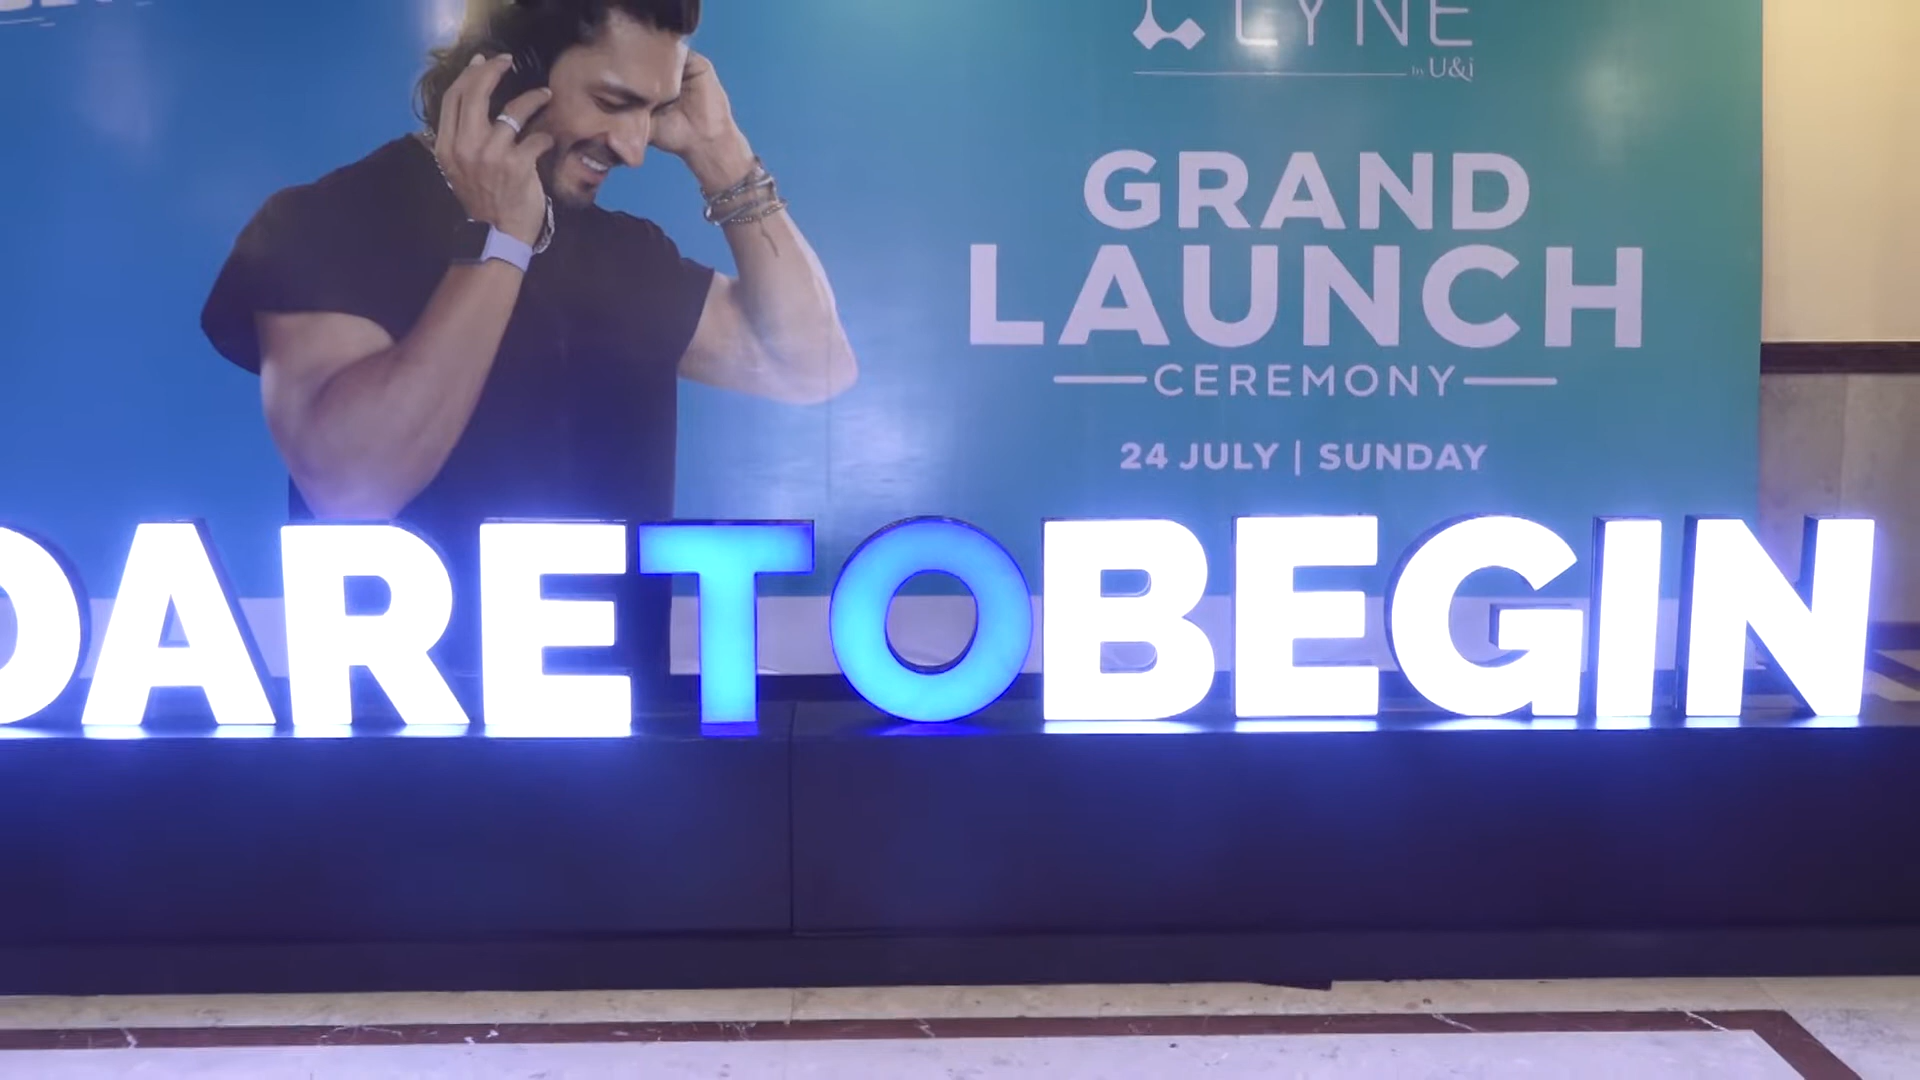 LYNE
by U&i
GRAND
LAUNCH
CEREMONY
24 JULY | SUNDAY
DARETOBEGIN